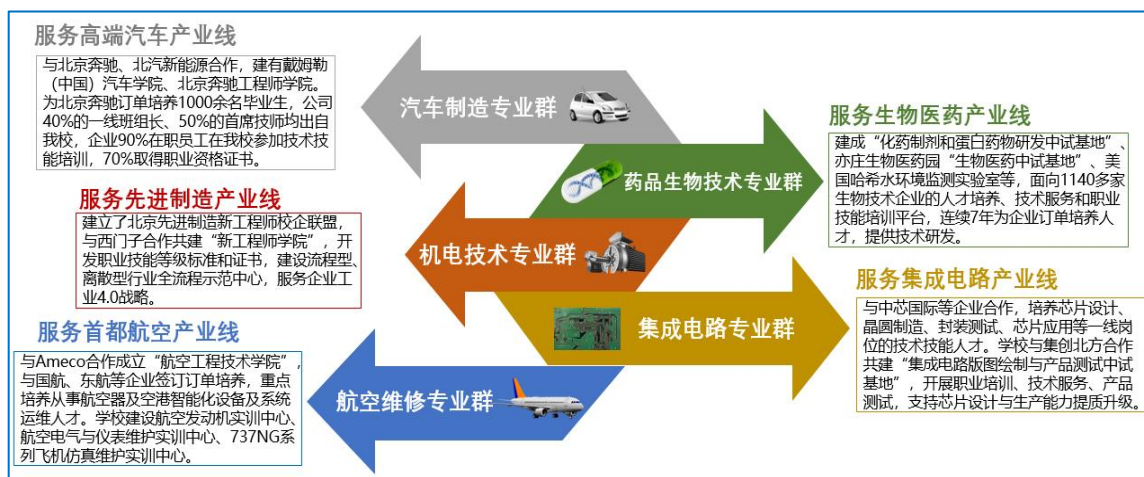 服务高端汽车产业线
与北京奔驰、北汽新能源合作，建有戴姆勒
（中国）汽车学院、北京奔驰工程师学院。
为北京奔驰订单培养1000余名毕业生，公司
40%的一线班组长、50%的首席技师均出自
我校，企业90%在职员工在我校参加技术技
能培训，70%取得职业资格证书。
汽车制造专业群
服务生物医药产业线
建成“化药制剂和蛋白药物研发中试基地”、
亦庄生物医药园“生物医药中试基地”、美
国哈希水环境监测实验室等，面向1140多家
生物技术企业的人才培养、技术服务和职业
技能培训平台，连续7年为企业订单培养人
才，提供技术研发。
药品生物技术专业群
服务先进制造产业线
建立了北京先进制造新工程师校企联盟，
与西门子合作共建“新工程师学院”，开
发职业技能等级标准和证书，建设流程型、
离散型行业全流程示范中心，服务企业工
业4.0战略。
机电技术专业群
服务集成电路产业线
与中芯国际等企业合作，培养芯片设计、
晶圆制造、封装测试、芯片应用等一线岗
位的技术技能人才。学校与集创北方合作
共建“集成电路版图绘制与产品测试中试
基地”，开展职业培训、技术服务、产品
测试，支持芯片设计与生产能力提质升级。
集成电路专业群
服务首都航空产业线
与Ameco合作成立“航空工程技术学院”，
与国航、东航等企业签订订单培养，重点
培养从事航空器及空港智能化设备及系统
运维人才。学校建设航空发动机实训中心、
航空电气与仪表维护实训中心、737NG系
列飞机仿真维护实训中心。
航空维修专业群